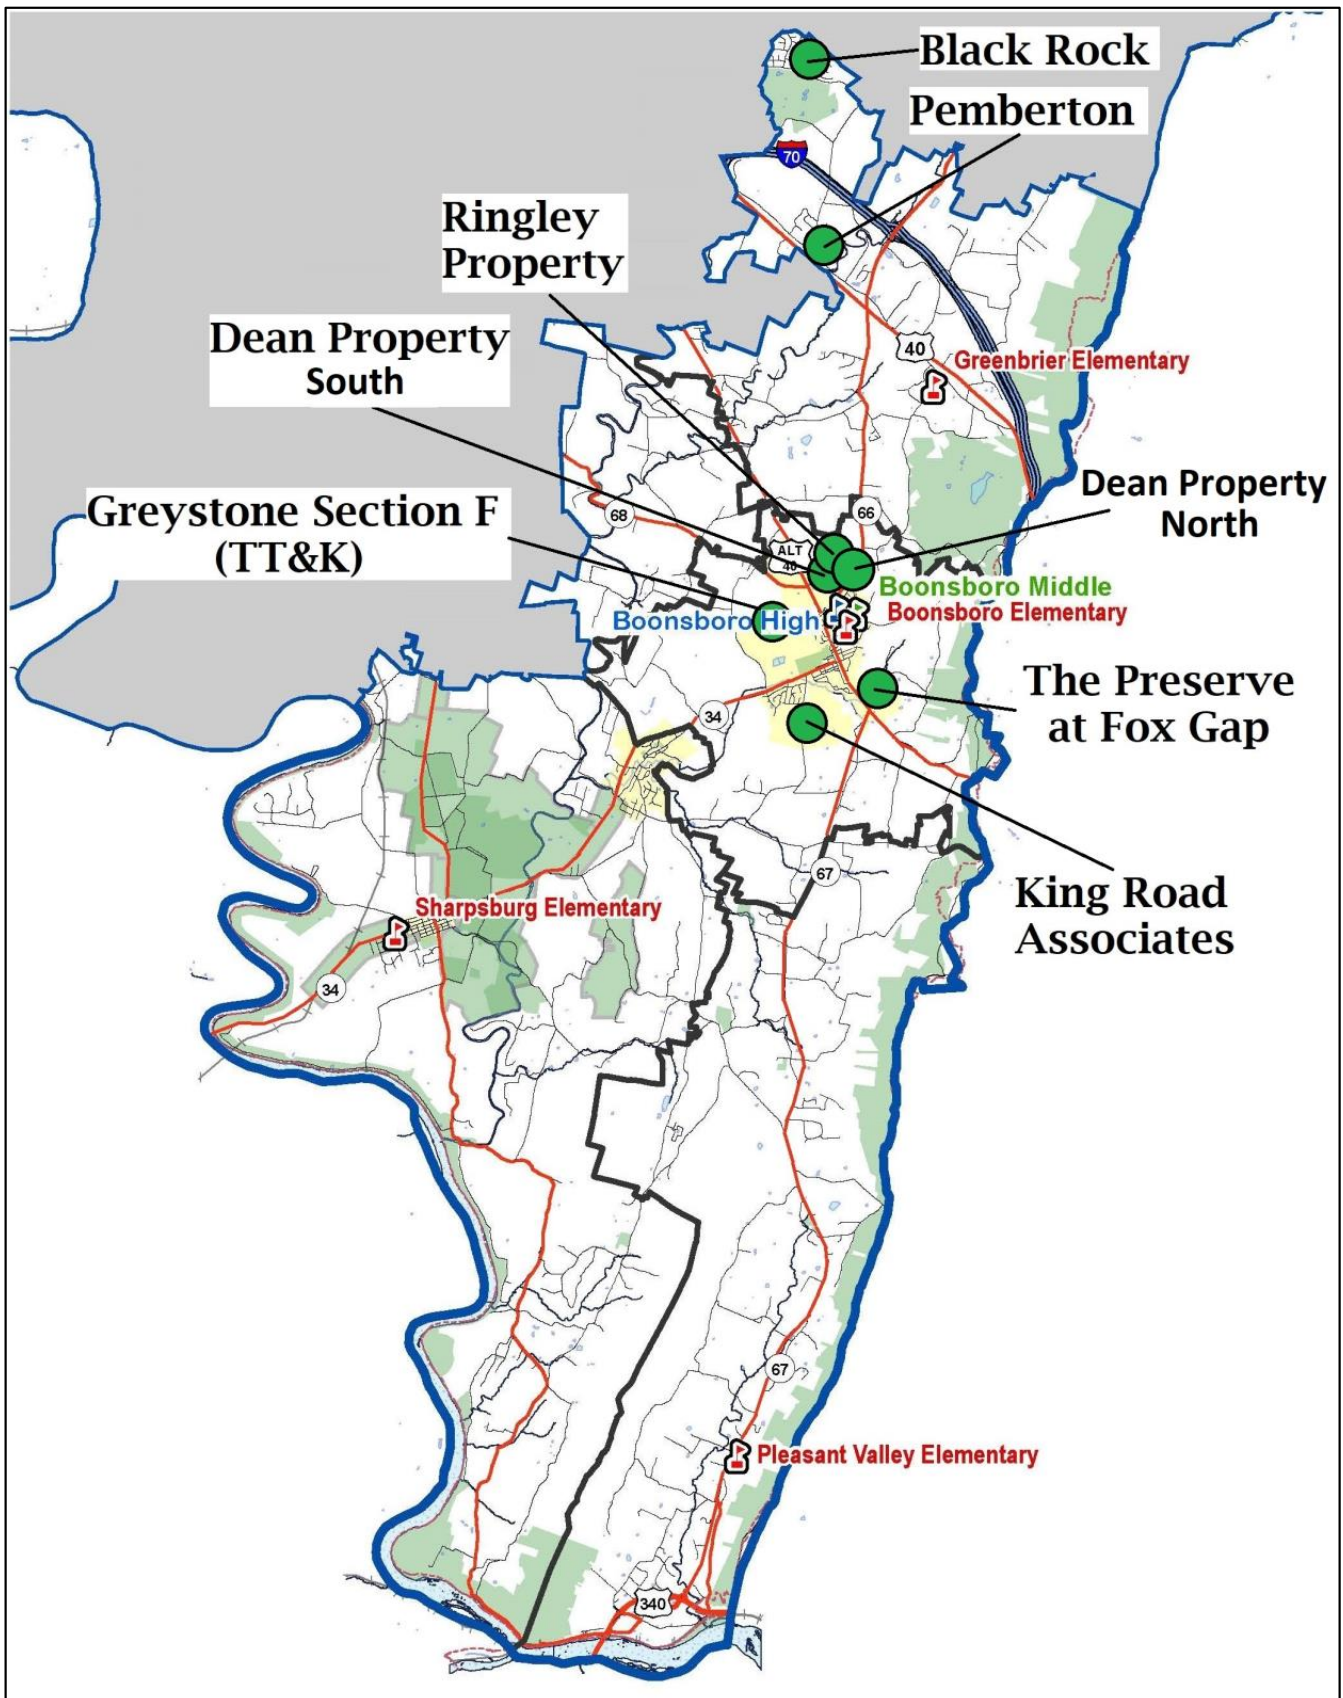 Black Rock
Pemberton
70
Ringley
Property
Dean Property
South
40
Greenbrier Elementary
Greystone Section F
(TT&K)
68
66
Dean Property
North
ALT
40
Boonsboro Middle
Boonsboro High
Boonsboro Elementary
The Preserve
at Fox Gap
34
67
King Road
Associates
Sharpsburg Elementary
34
67
Pleasant Valley Elementary
340